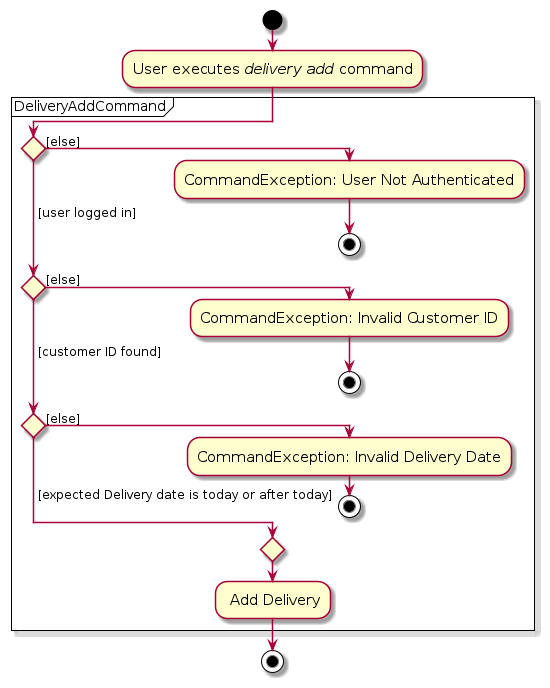 User executes delivery add command
DeliveryAddCommand
[else]
CommandException: User Not Authenticated
[user logged in]
[else]
CommandException: Invalid Customer ID
[customer ID found]
[else]
CommandException: Invalid Delivery Date
[expected Delivery date is today or after today]
Add Delivery